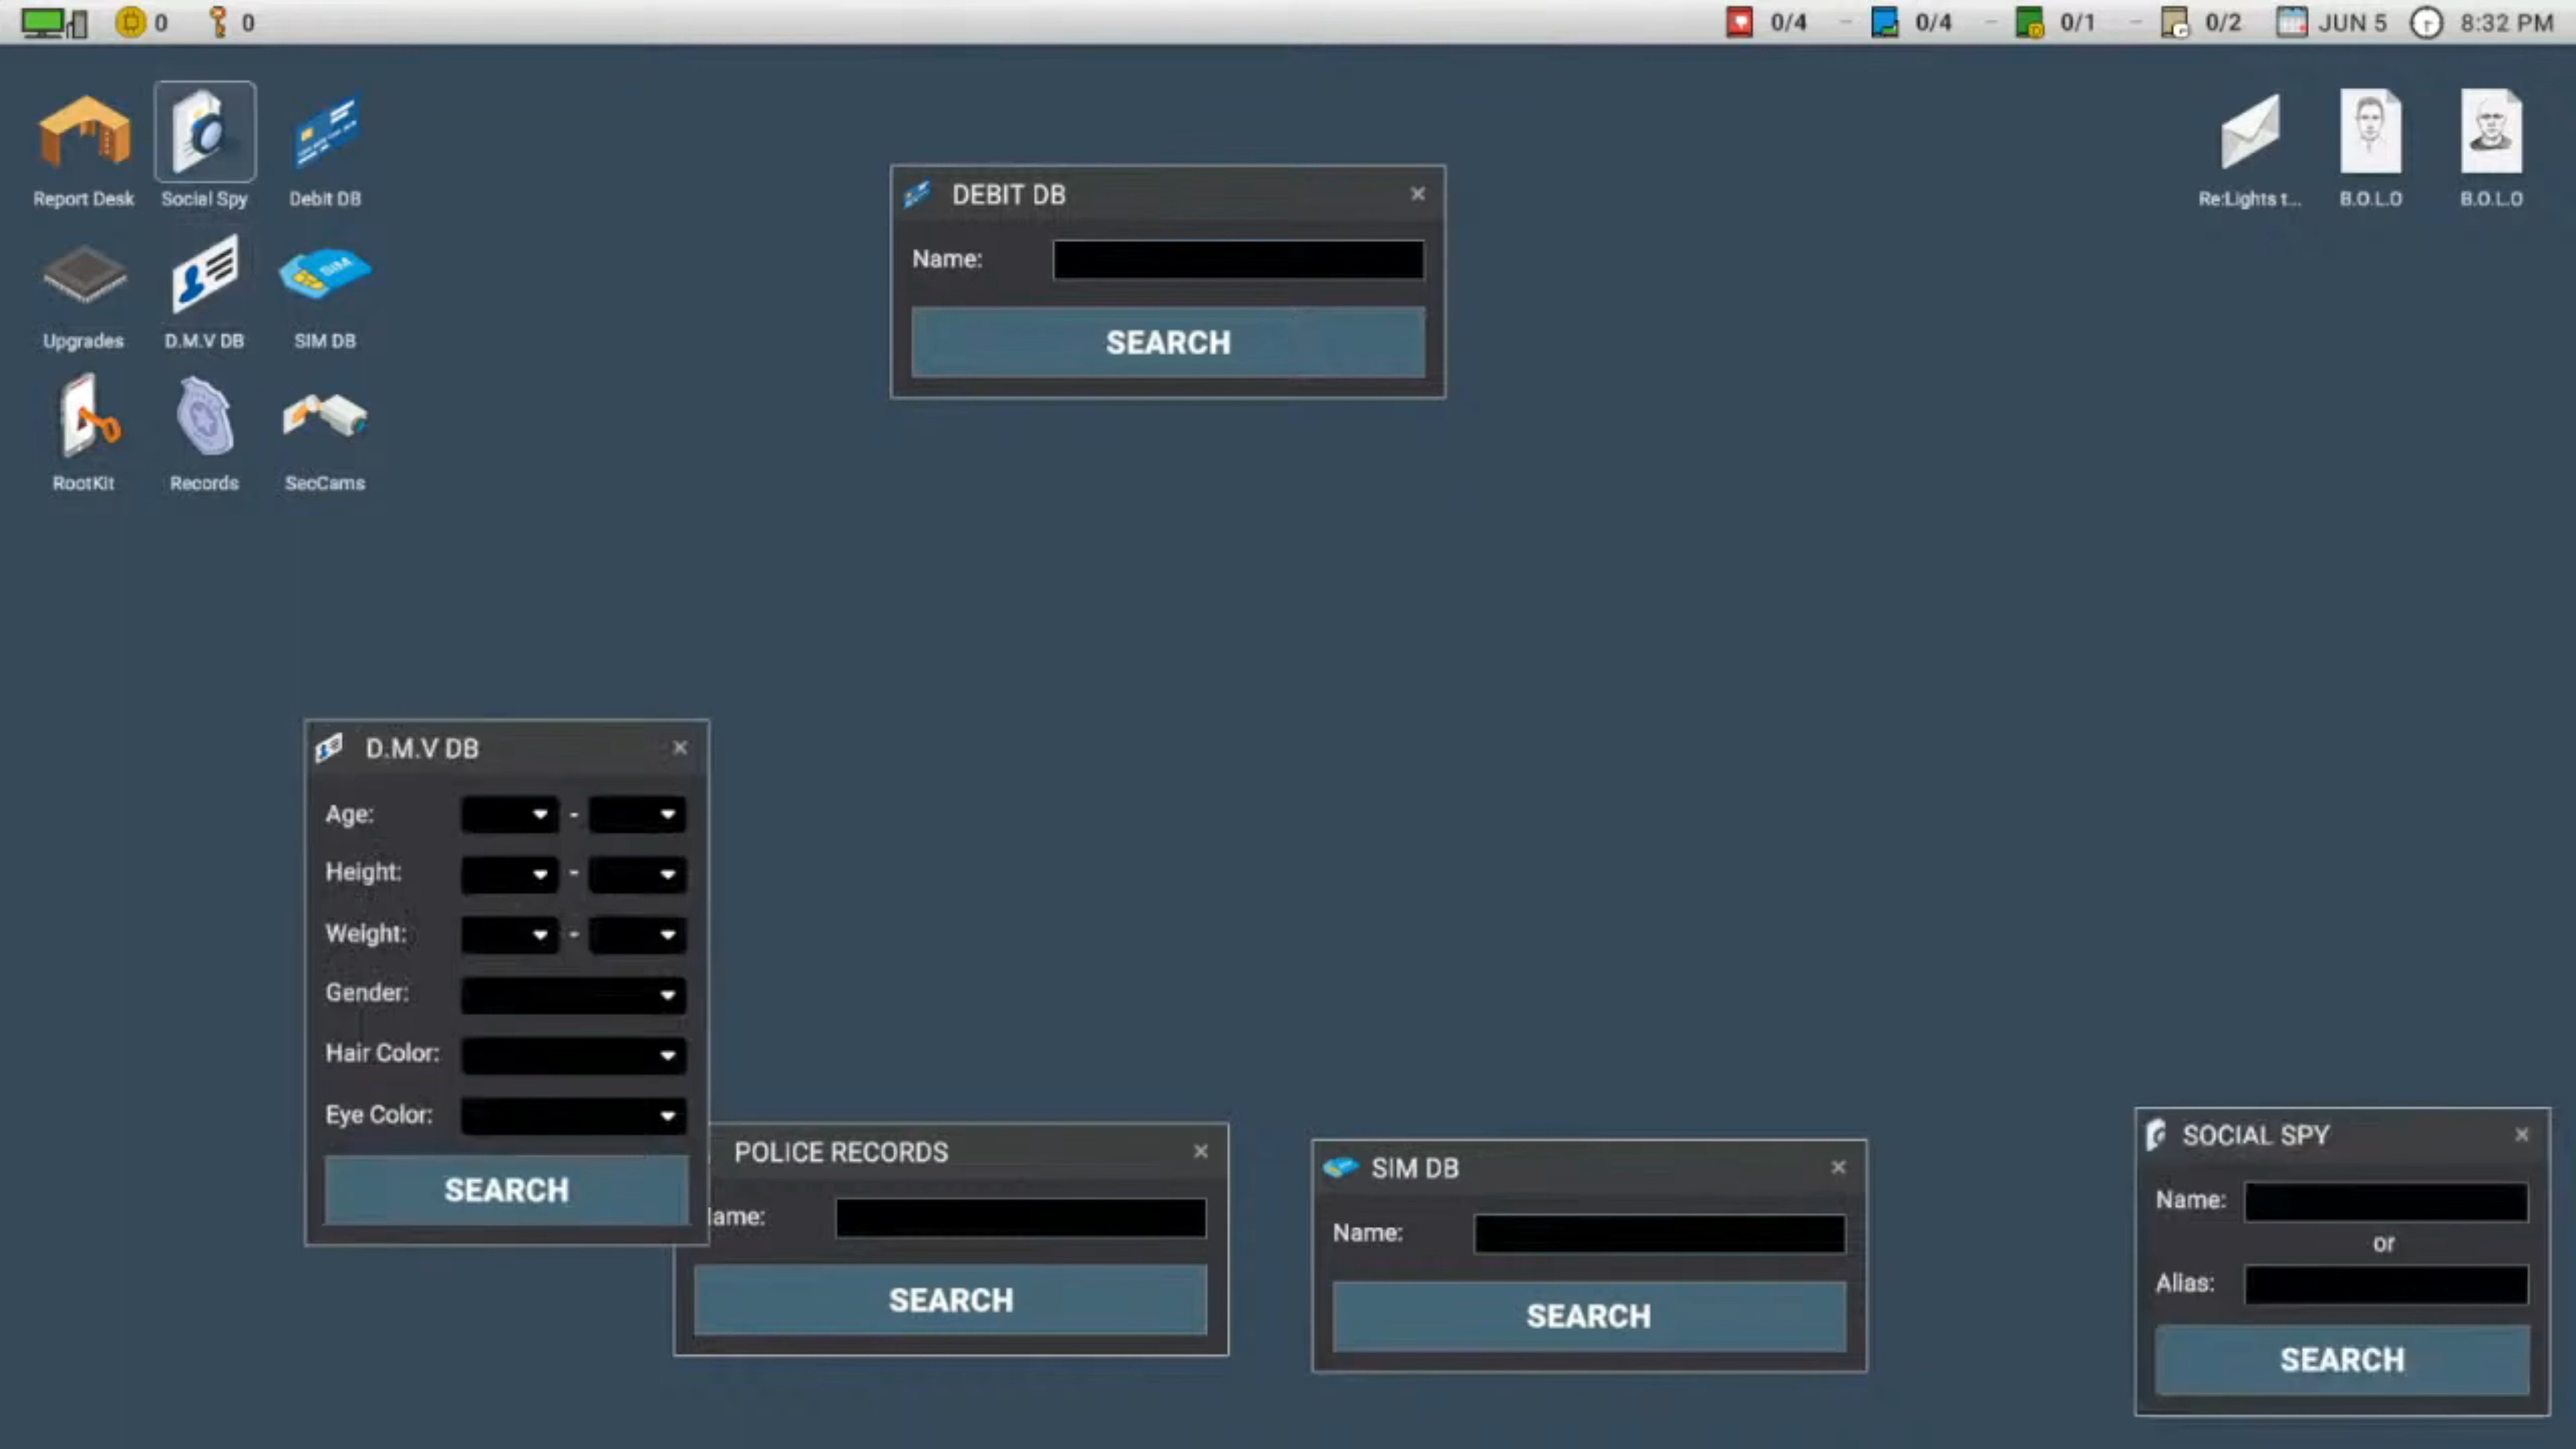 0
0
0/4
0/4
0/1
0/2
JUN 5
8:32 PM
Report Desk
Social Spy
Debit DB
Re:Lights t...
B.O.L.O
B.O.L.O
Upgrades
D.M.V DB
SIM DB
SIM
RootKit
Records
SecCams
DEBIT DB
Name:
SEARCH
D.M.V DB
Age:
-
Height:
-
Weight:
-
Gender:
Hair Color:
Eye Color:
SEARCH
POLICE RECORDS
ame:
SEARCH
SIM DB
Name:
SEARCH
SOCIAL SPY
Name:
or
Alias:
SEARCH